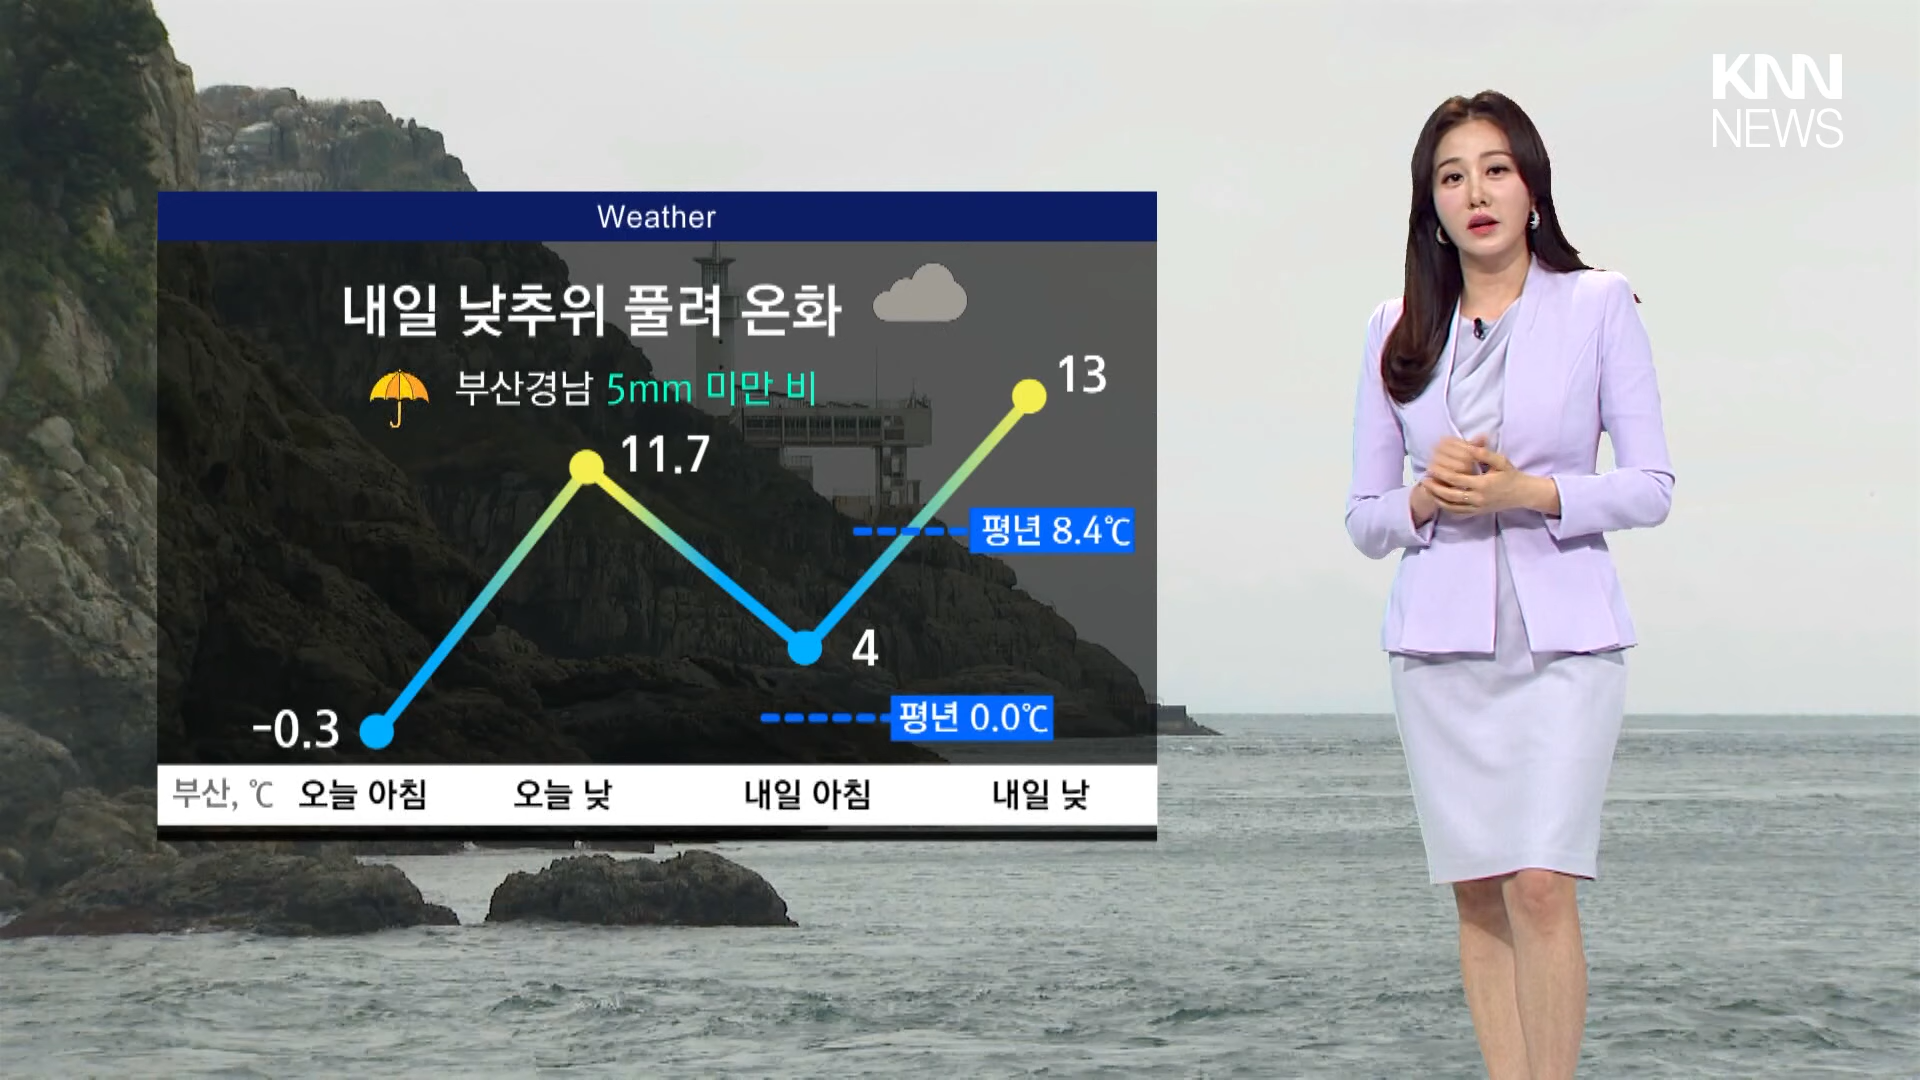 KNN
NEWS
Weather
내일 낮추위 풀려 온화
부산경남 5mm 미만 비
13
11.7
평년 8.4℃
4
-0.3
평년 0.0℃
부산, ℃ 오늘 아침 오늘 낮 내일 아침 내일 낮